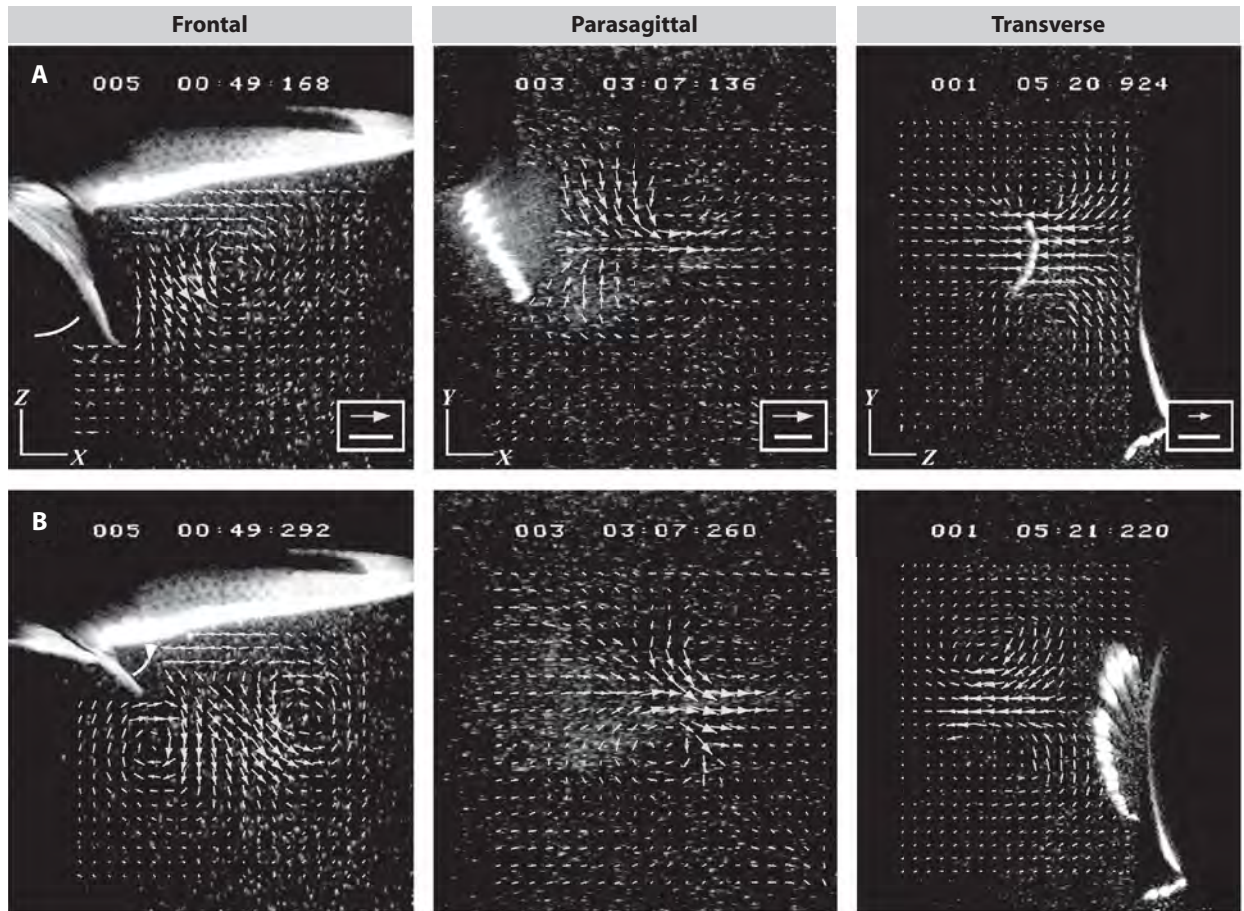 Frontal
Parasagittal
Transverse
A
005 00:49:168
003 03:07:136
001 05:20 924
Z
X
Y
X
Y
Z
B
005 00:49:292
003 03:07:260
001 05:21:220